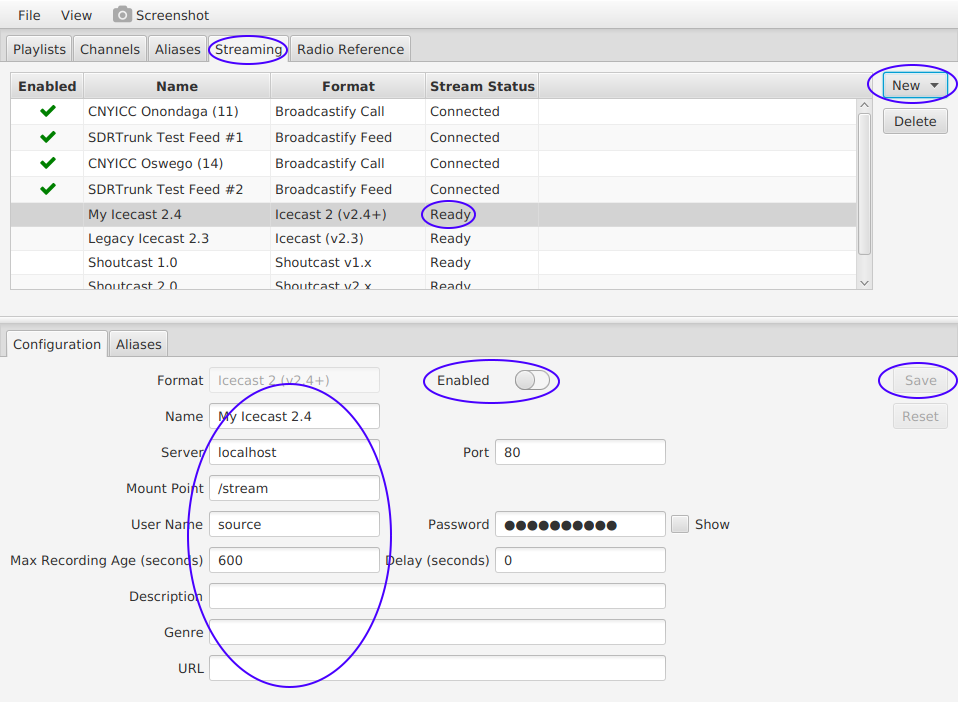 File View Screenshot
Playlists Channels Aliases Streaming Radio Reference
Enabled Name Format Stream Status
New
CNYICC Onondaga (11) Broadcastify Call Connected
Delete
SDRTrunk Test Feed #1 Broadcastify Feed Connected
CNYICC Oswego (14) Broadcastify Call Connected
SDRTrunk Test Feed #2 Broadcastify Feed Connected
My Icecast 2.4 Icecast 2 (v2.4+) Ready
Legacy Icecast 2.3 Icecast (v2.3) Ready
Shoutcast 1.0 Shoutcast v1.x Ready
Shoutcast 2.0 Shoutcast v2.x Ready
Configuration Aliases
Format Icecast 2 (v2.4+) Enabled Save
Name My Icecast 2.4 Reset
Server localhost Port 80
Mount Point /stream
User Name source Password ●●●●●●●●●● Show
Max Recording Age (seconds) 600 Delay (seconds) 0
Description
Genre
URL